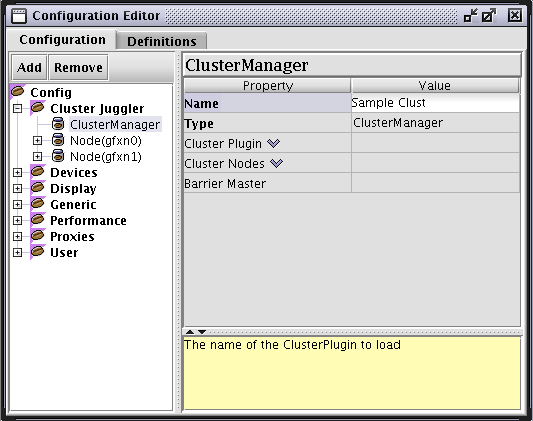 Configuration Editor
Configuration Definitions
Add Remove
Config
Cluster Juggler
ClusterManager
Node(gfxn0)
Node(gfxn1)
Devices
Display
Generic
Performance
Proxies
User
ClusterManager
Property Value
Name Sample Clust
Type ClusterManager
Cluster Plugin
Cluster Nodes
Barrier Master
The name of the ClusterPlugin to load